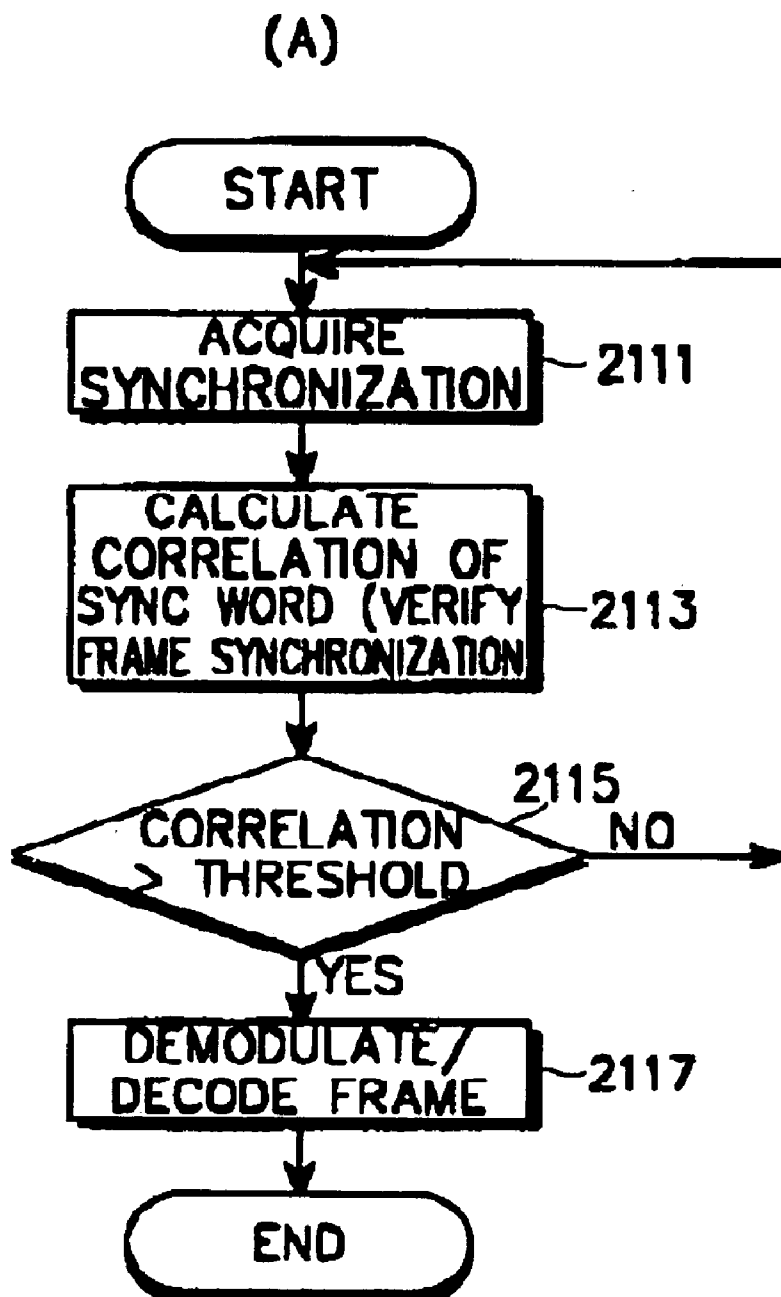 (A)
START
ACQUIRE
SYNCHRONIZATION
2111
CALCULATE
CORRELATION OF
SYNC WORD (VERIFY
FRAME SYNCHRONIZATION
2113
2115
CORRELATION
> THRESHOLD
NO
YES
DEMODULATE/
DECODE FRAME
2117
END